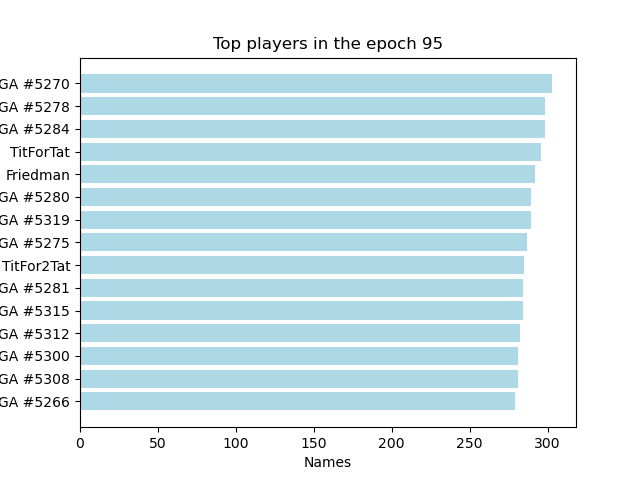 Top players in the epoch 95
GA #5270
GA #5278
GA #5284
TitForTat
Friedman
GA #5280
GA #5319
GA #5275
TitFor2Tat
GA #5281
GA #5315
GA #5312
GA #5300
GA #5308
GA #5266
0 50 100 150 200 250 300
Names